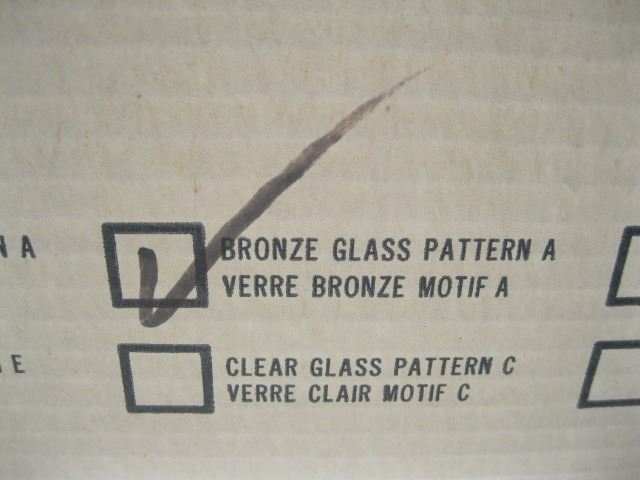 N A
BRONZE GLASS PATTERN A
VERRE BRONZE MOTIF A
E
CLEAR GLASS PATTERN C
VERRE CLAIR MOTIF C